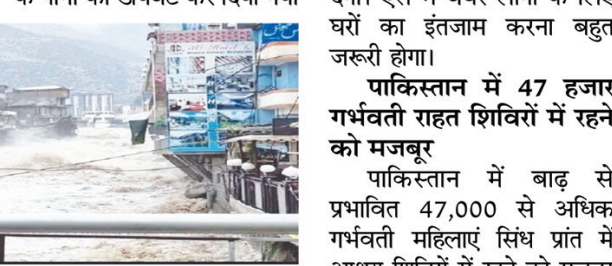 घरों का इंतजाम करना बहुत
जरूरी होगा।
पाकिस्तान में 47 हजार
गर्भवती राहत शिविरों में रहने
को मजबूर
पाकिस्तान में बाढ़ से
प्रभावित 47,000 से अधिक
गर्भवती महिलाएं सिंध प्रांत में